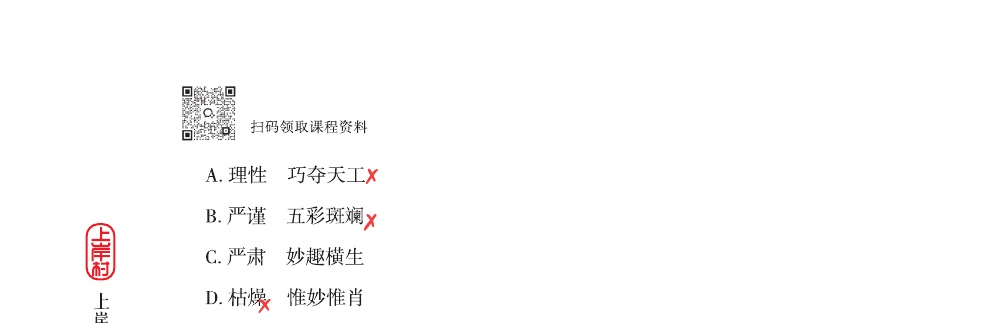 扫码领取课程资料
A. 理性 巧夺天工
B. 严谨 五彩斑斓
C. 严肃 妙趣横生
D. 枯燥 惟妙惟肖
上岸村
上岸